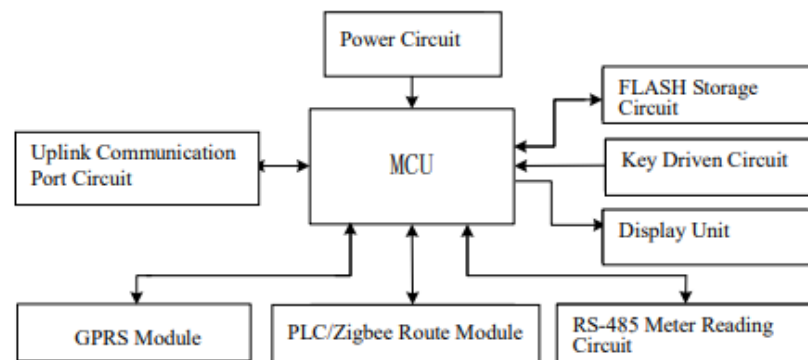 Power Circuit
FLASH Storage
Circuit
Uplink Communication
Port Circuit
MCU
Key Driven Circuit
Display Unit
GPRS Module
PLC/Zigbee Route Module
RS-485 Meter Reading
Circuit